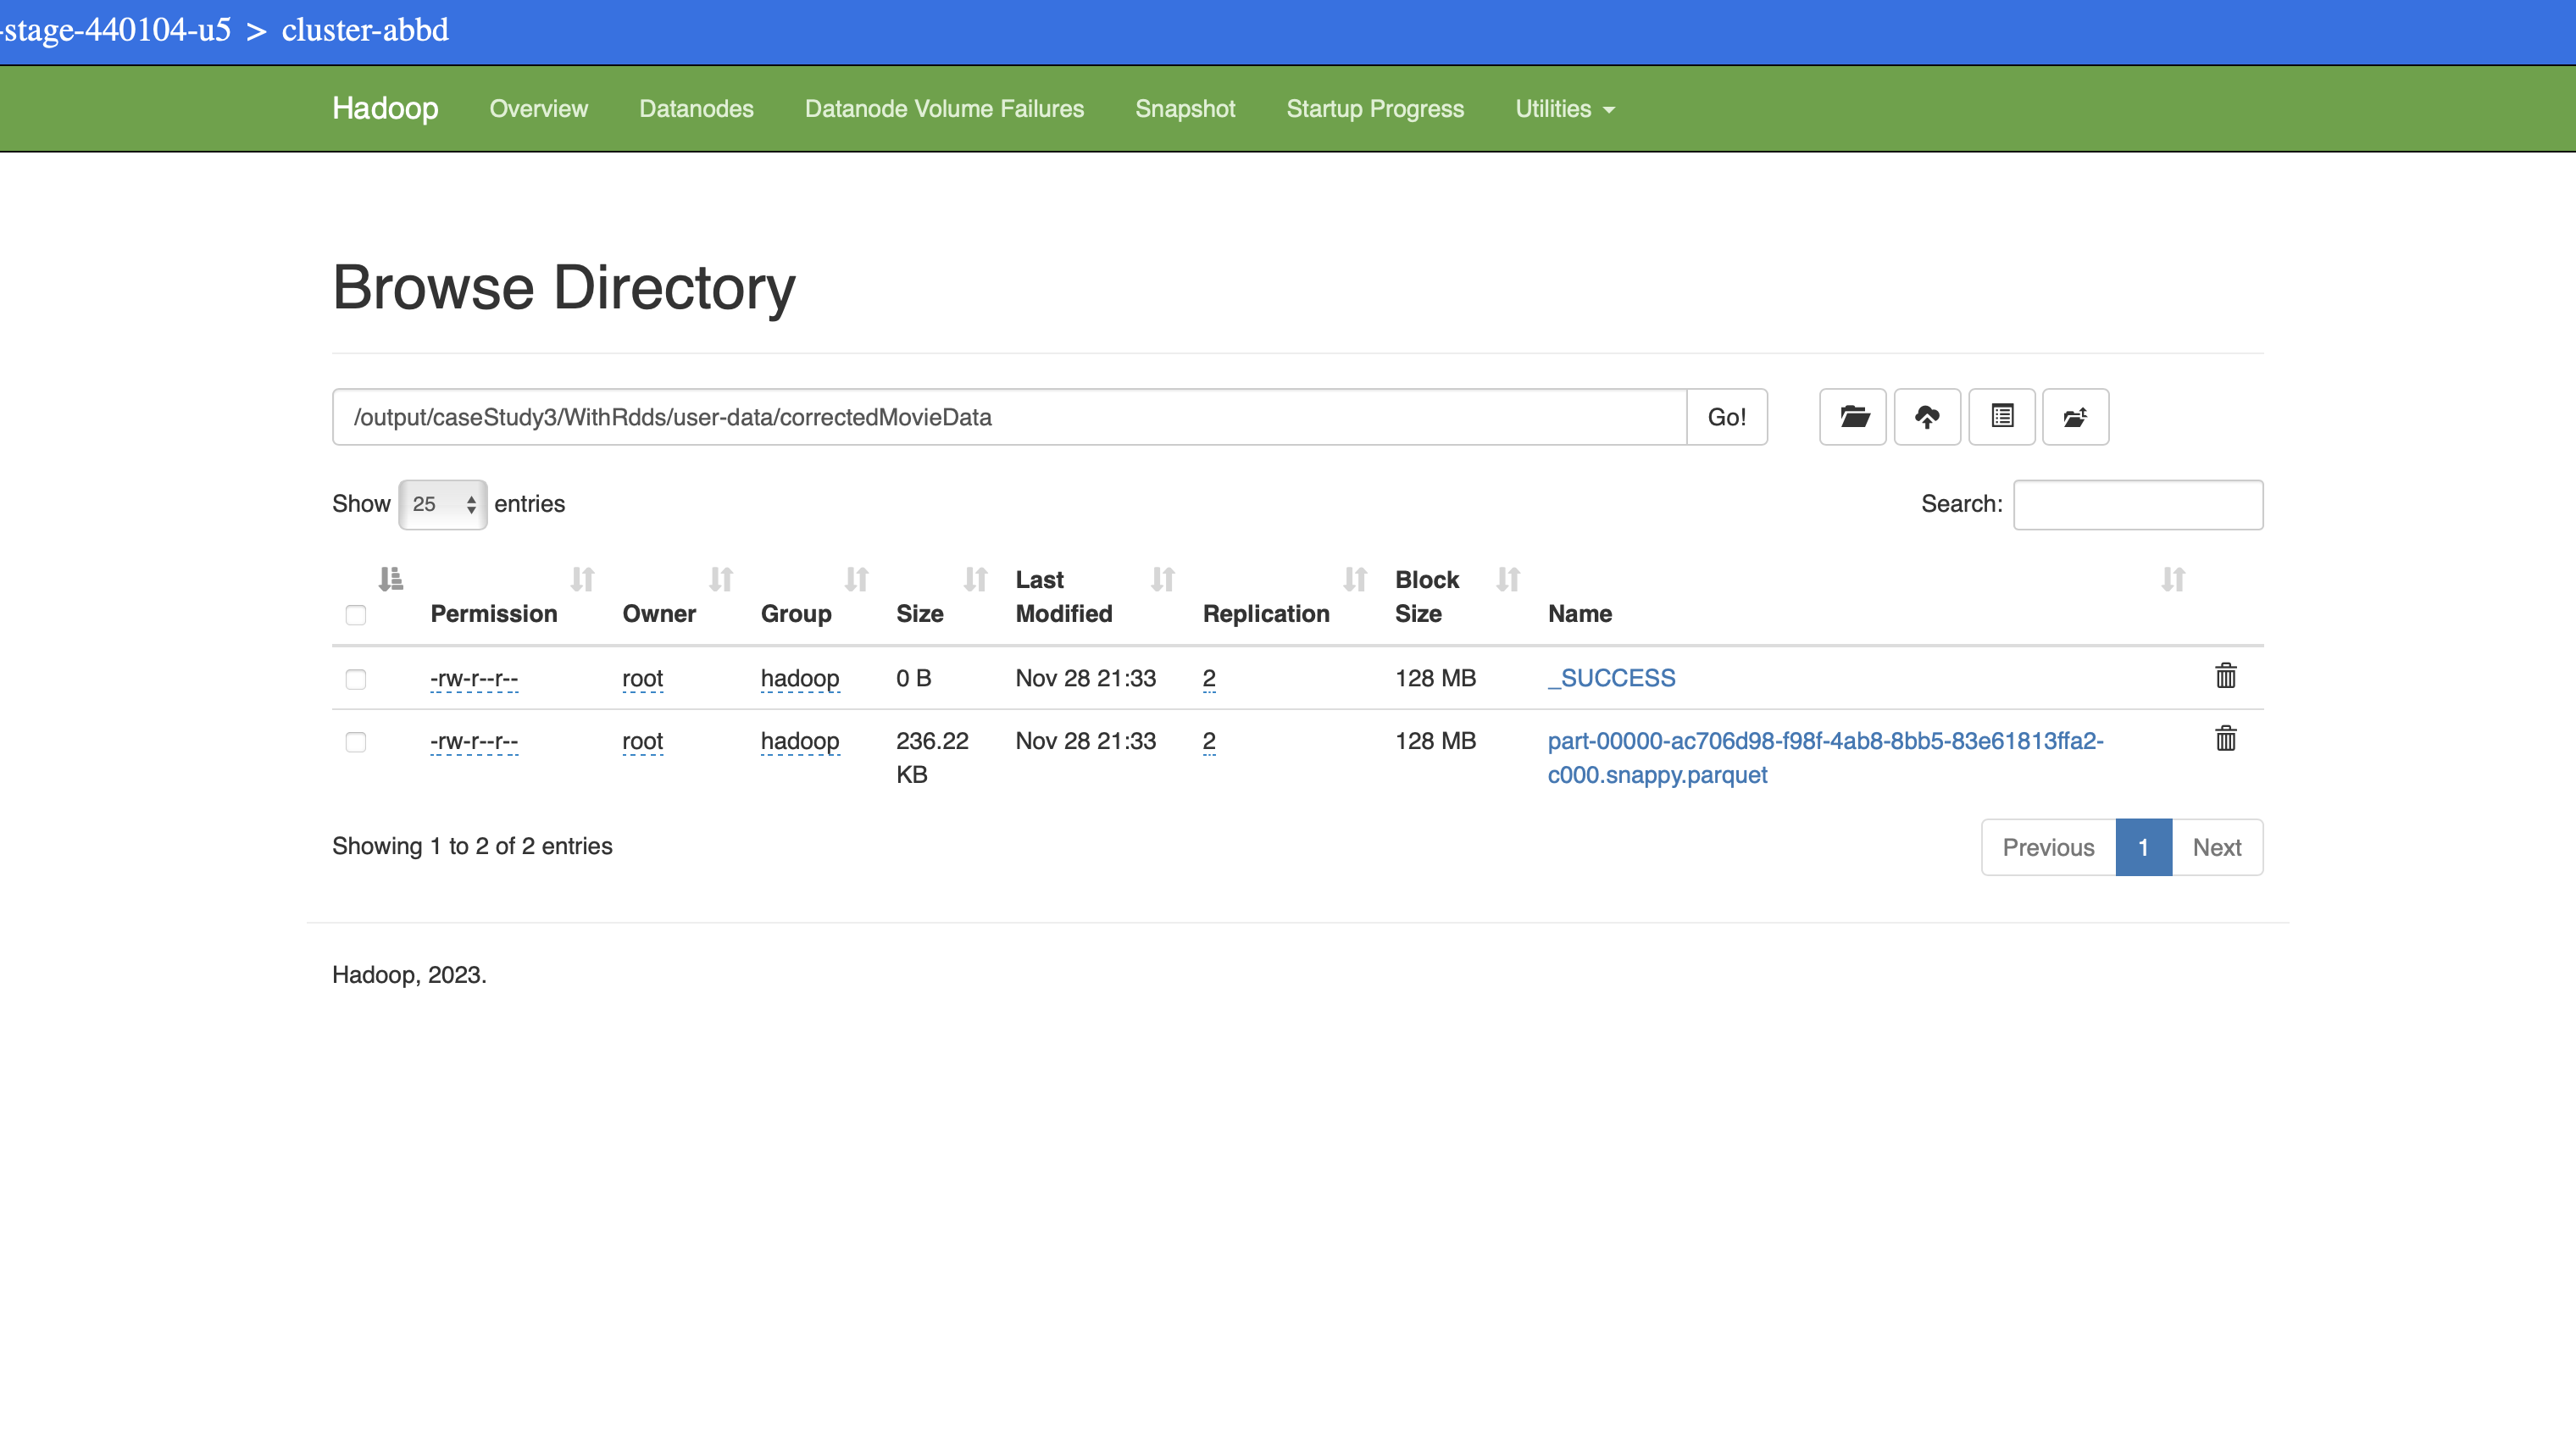 -stage-440104-u5 > cluster-abbd
Hadoop Overview Datanodes Datanode Volume Failures Snapshot Startup Progress Utilities
Browse Directory
/output/caseStudy3/WithRdds/user-data/correctedMovieData Go!
Show 25 entries Search:
Permission Owner Group Size Last Modified Replication Block Size Name
-rw-r--r-- root hadoop 0 B Nov 28 21:33 2 128 MB _SUCCESS
-rw-r--r-- root hadoop 236.22 KB Nov 28 21:33 2 128 MB part-00000-ac706d98-f98f-4ab8-8bb5-83e61813ffa2-
c000.snappy.parquet
Showing 1 to 2 of 2 entries Previous 1 Next
Hadoop, 2023.